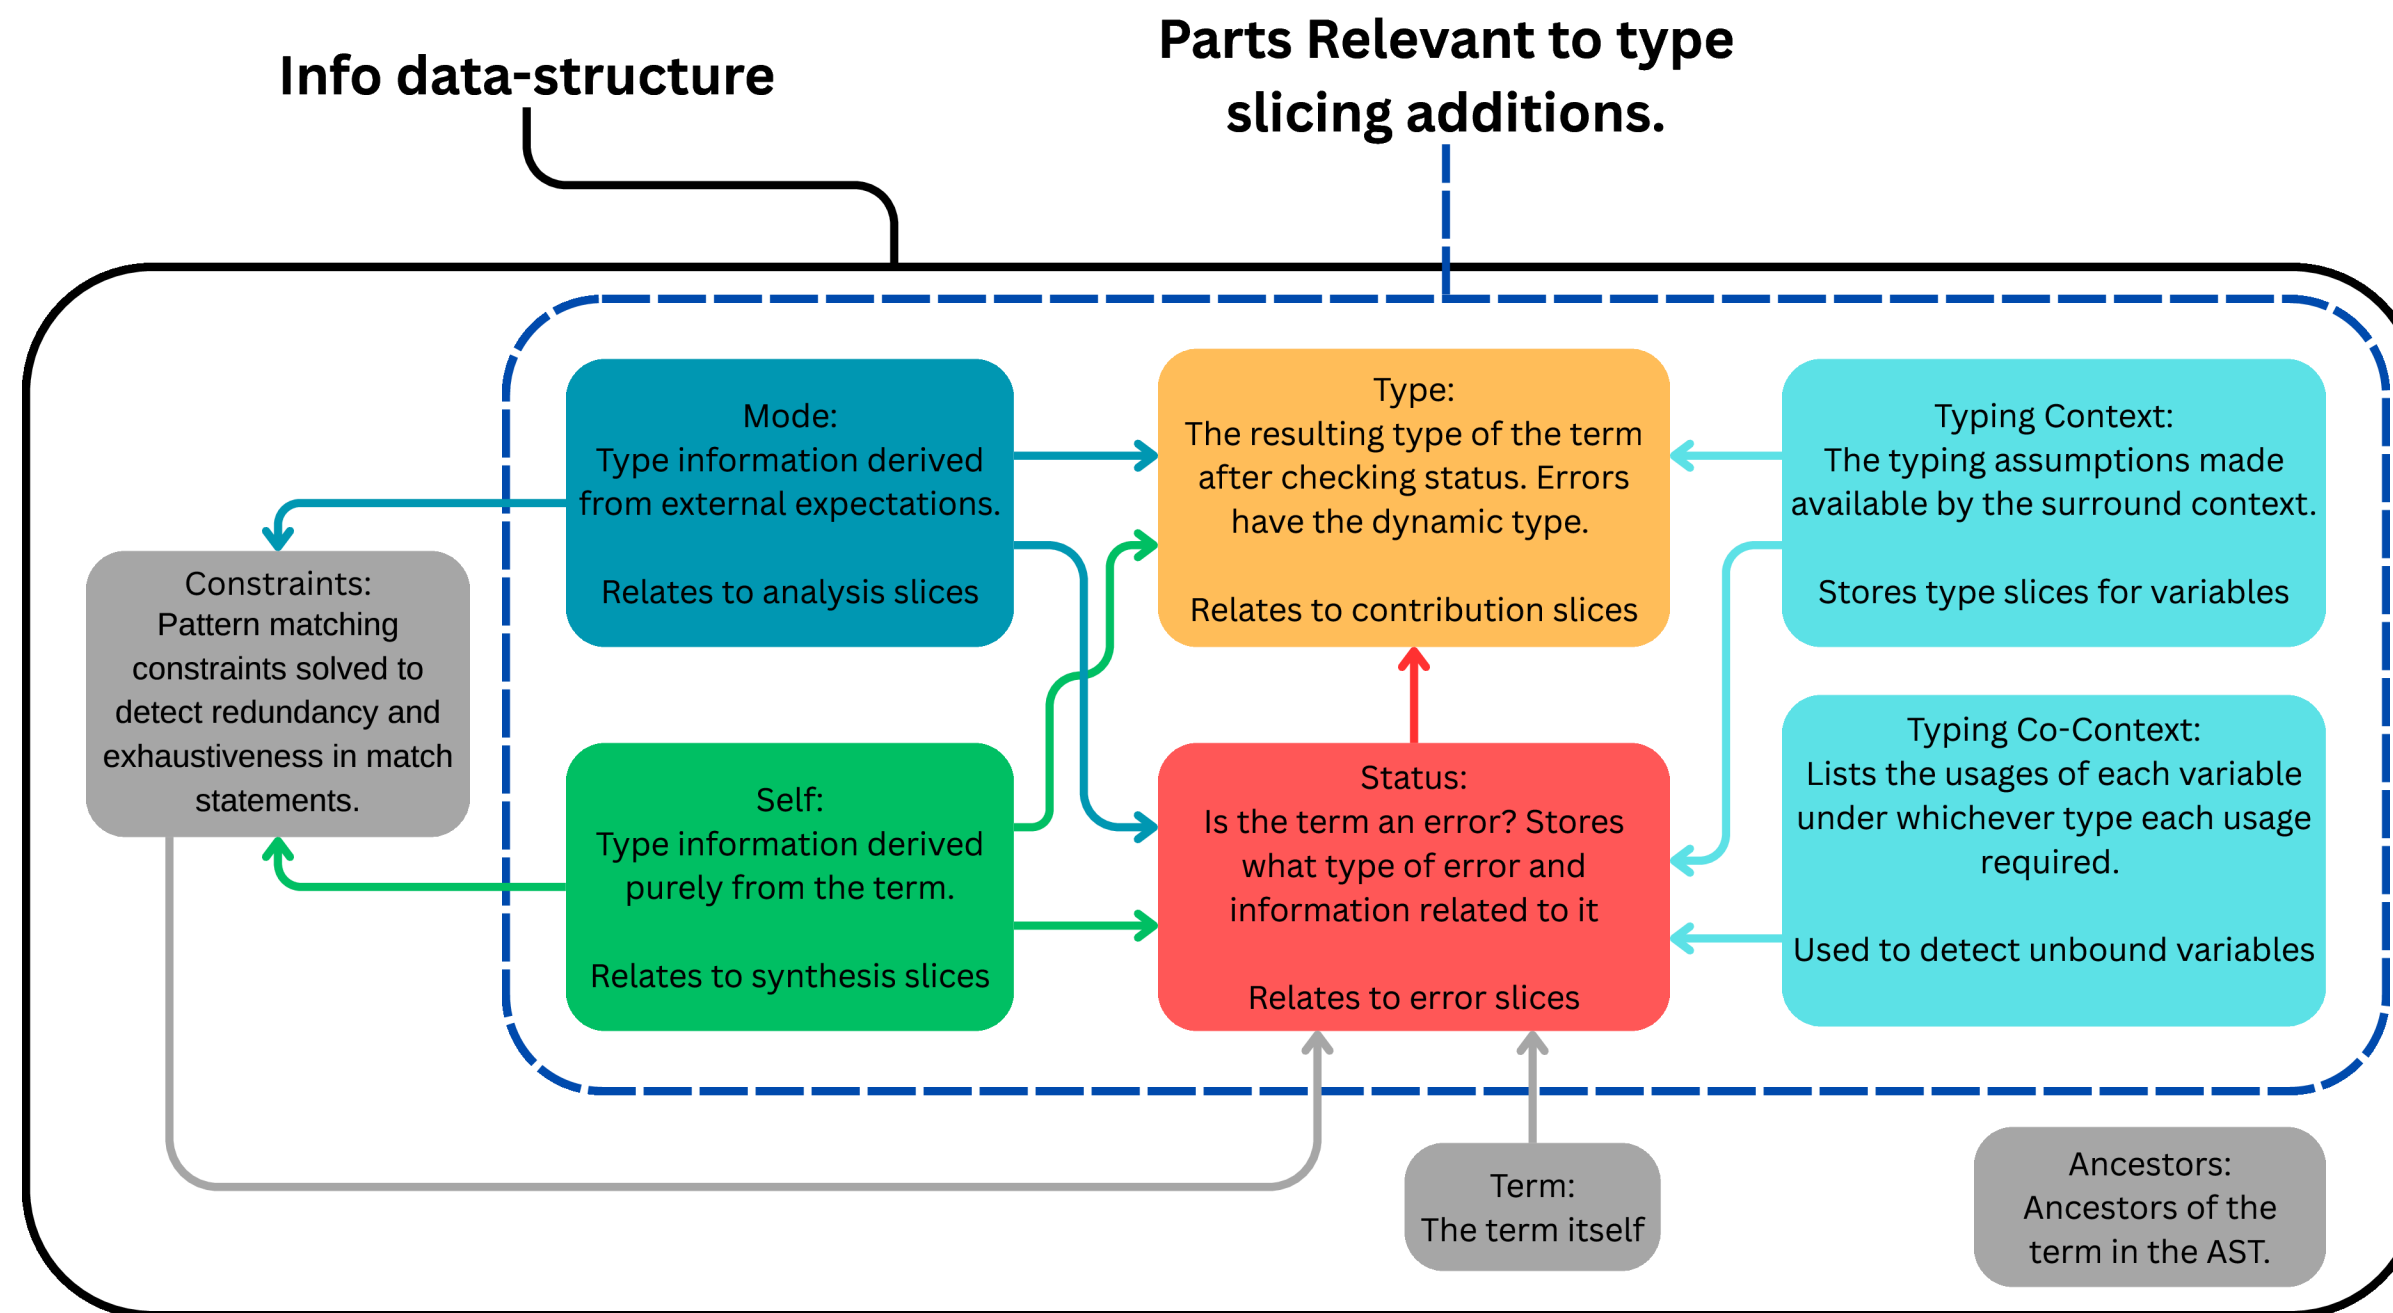 Info data-structure
Parts Relevant to type
slicing additions.
Mode:
Type information derived
from external expectations.
Relates to analysis slices
Type:
The resulting type of the term
after checking status. Errors
have the dynamic type.
Relates to contribution slices
Typing Context:
The typing assumptions made
available by the surround context.
Stores type slices for variables
Constraints:
Pattern matching
constraints solved to
detect redundancy and
exhaustiveness in match
statements.
Self:
Type information derived
purely from the term.
Relates to synthesis slices
Status:
Is the term an error? Stores
what type of error and
information related to it
Relates to error slices
Typing Co-Context:
Lists the usages of each variable
under whichever type each usage
required.
Used to detect unbound variables
Term:
The term itself
Ancestors:
Ancestors of the
term in the AST.